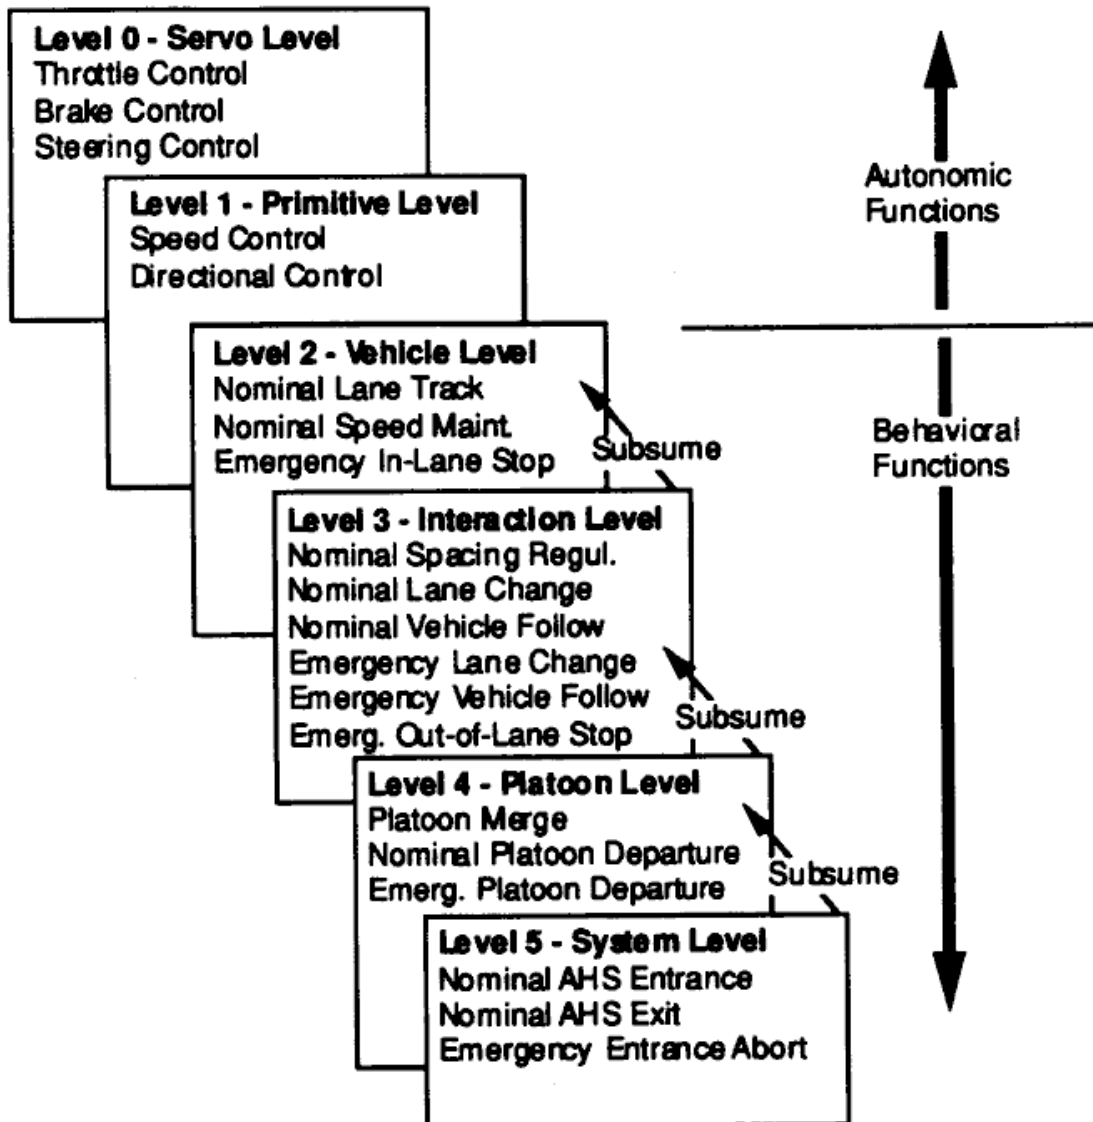 Level 0 - Servo Level
Throttle Control
Brake Control
Steering Control
Level 1 - Primitive Level
Speed Control
Directional Control
Level 2 - Vehicle Level
Nominal Lane Track
Nominal Speed Maint.
Emergency In-Lane Stop
Subsume
Level 3 - Interaction Level
Nominal Spacing Regul.
Nominal Lane Change
Nominal Vehicle Follow
Emergency Lane Change
Emergency Vehicle Follow
Emerg. Out-of-Lane Stop
Subsume
Level 4 - Platoon Level
Platoon Merge
Nominal Platoon Departure
Emerg. Platoon Departure
Subsume
Level 5 - System Level
Nominal AHS Entrance
Nominal AHS Exit
Emergency Entrance Abort
Autonomic
Functions
Behavioral
Functions